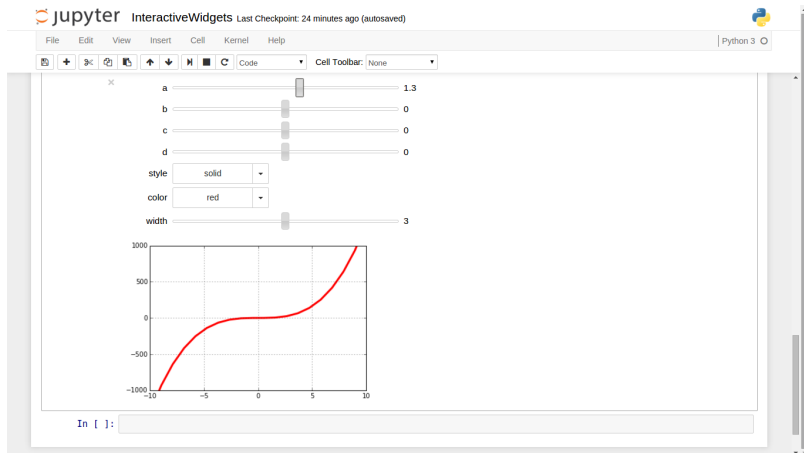 jupyter InteractiveWidgets Last Checkpoint: 24 minutes ago (autosaved)
File Edit View Insert Cell Kernel Help Python 3
Code Cell Toolbar: None
a 1.3
b 0
c 0
d 0
style solid
color red
width 3
1000
500
0
−500
−1000
−10 −5 0 5 10
In [ ]: